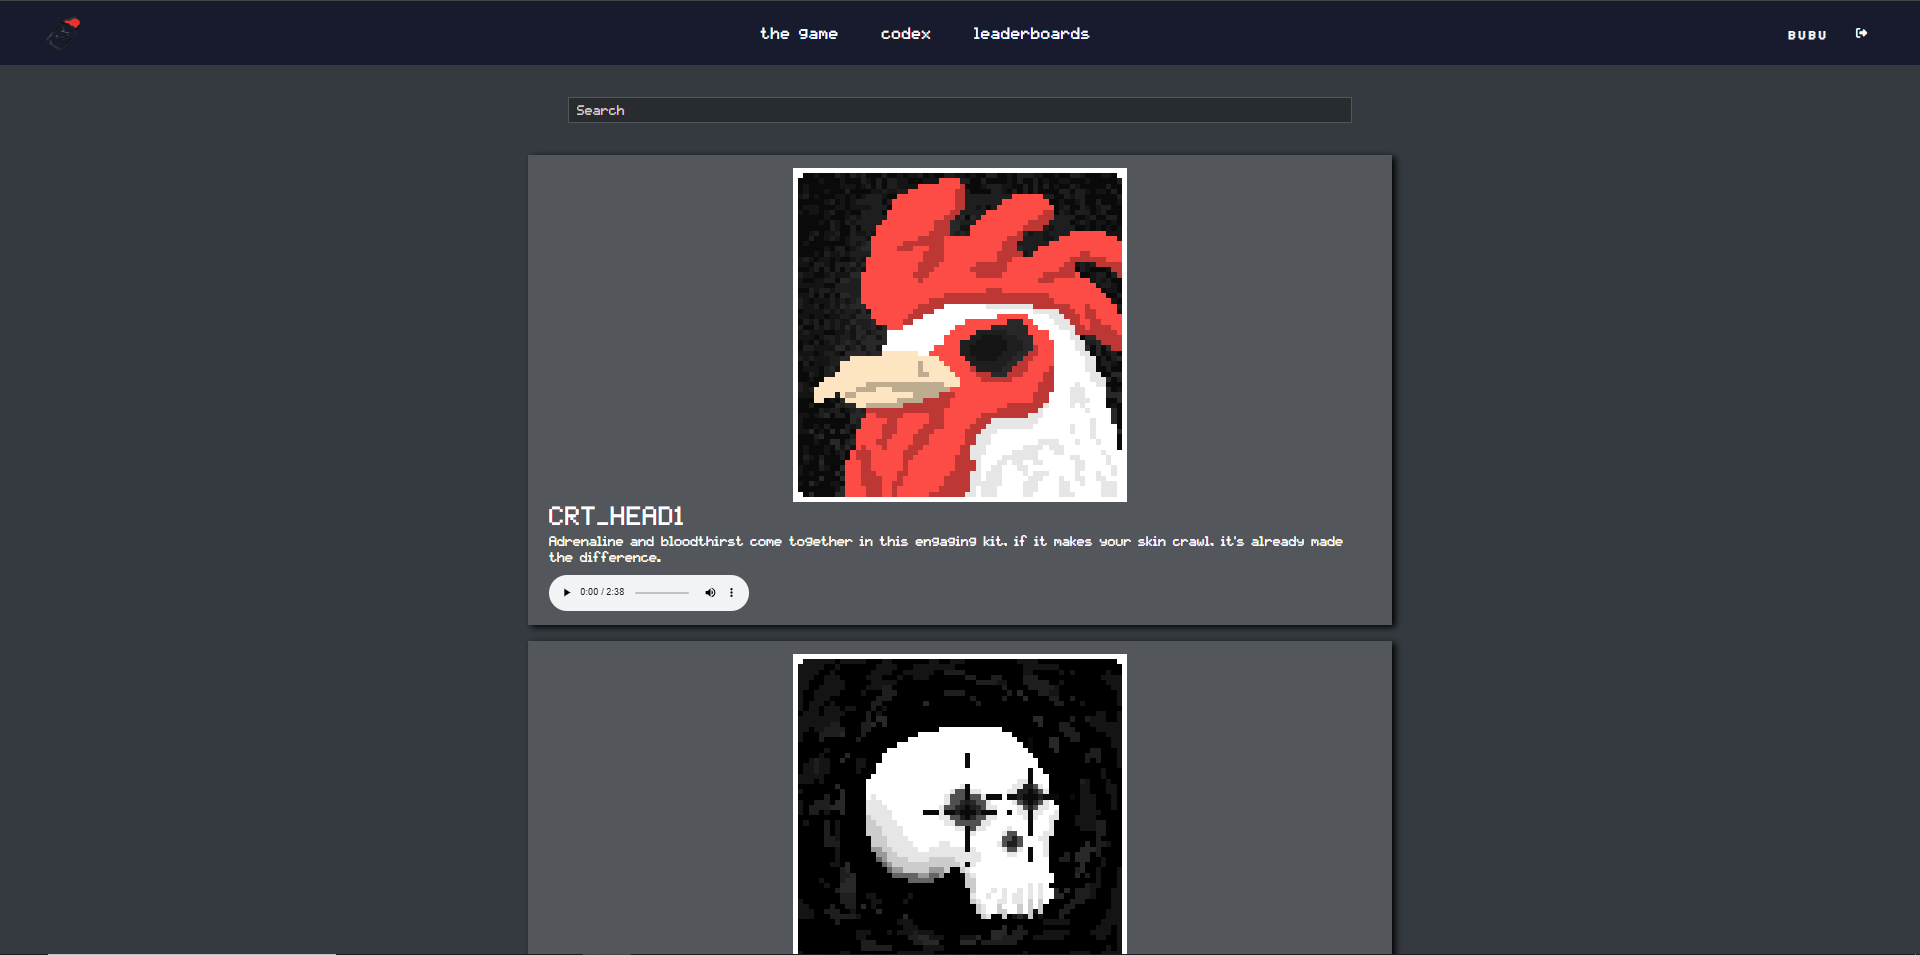 the game codex leaderboards BUBU
Search
CRT_HEAD1
Adrenaline and bloodthirst come together in this engaging kit. if it makes your skin crawl. it's already made
the difference.
0:00 / 2:38